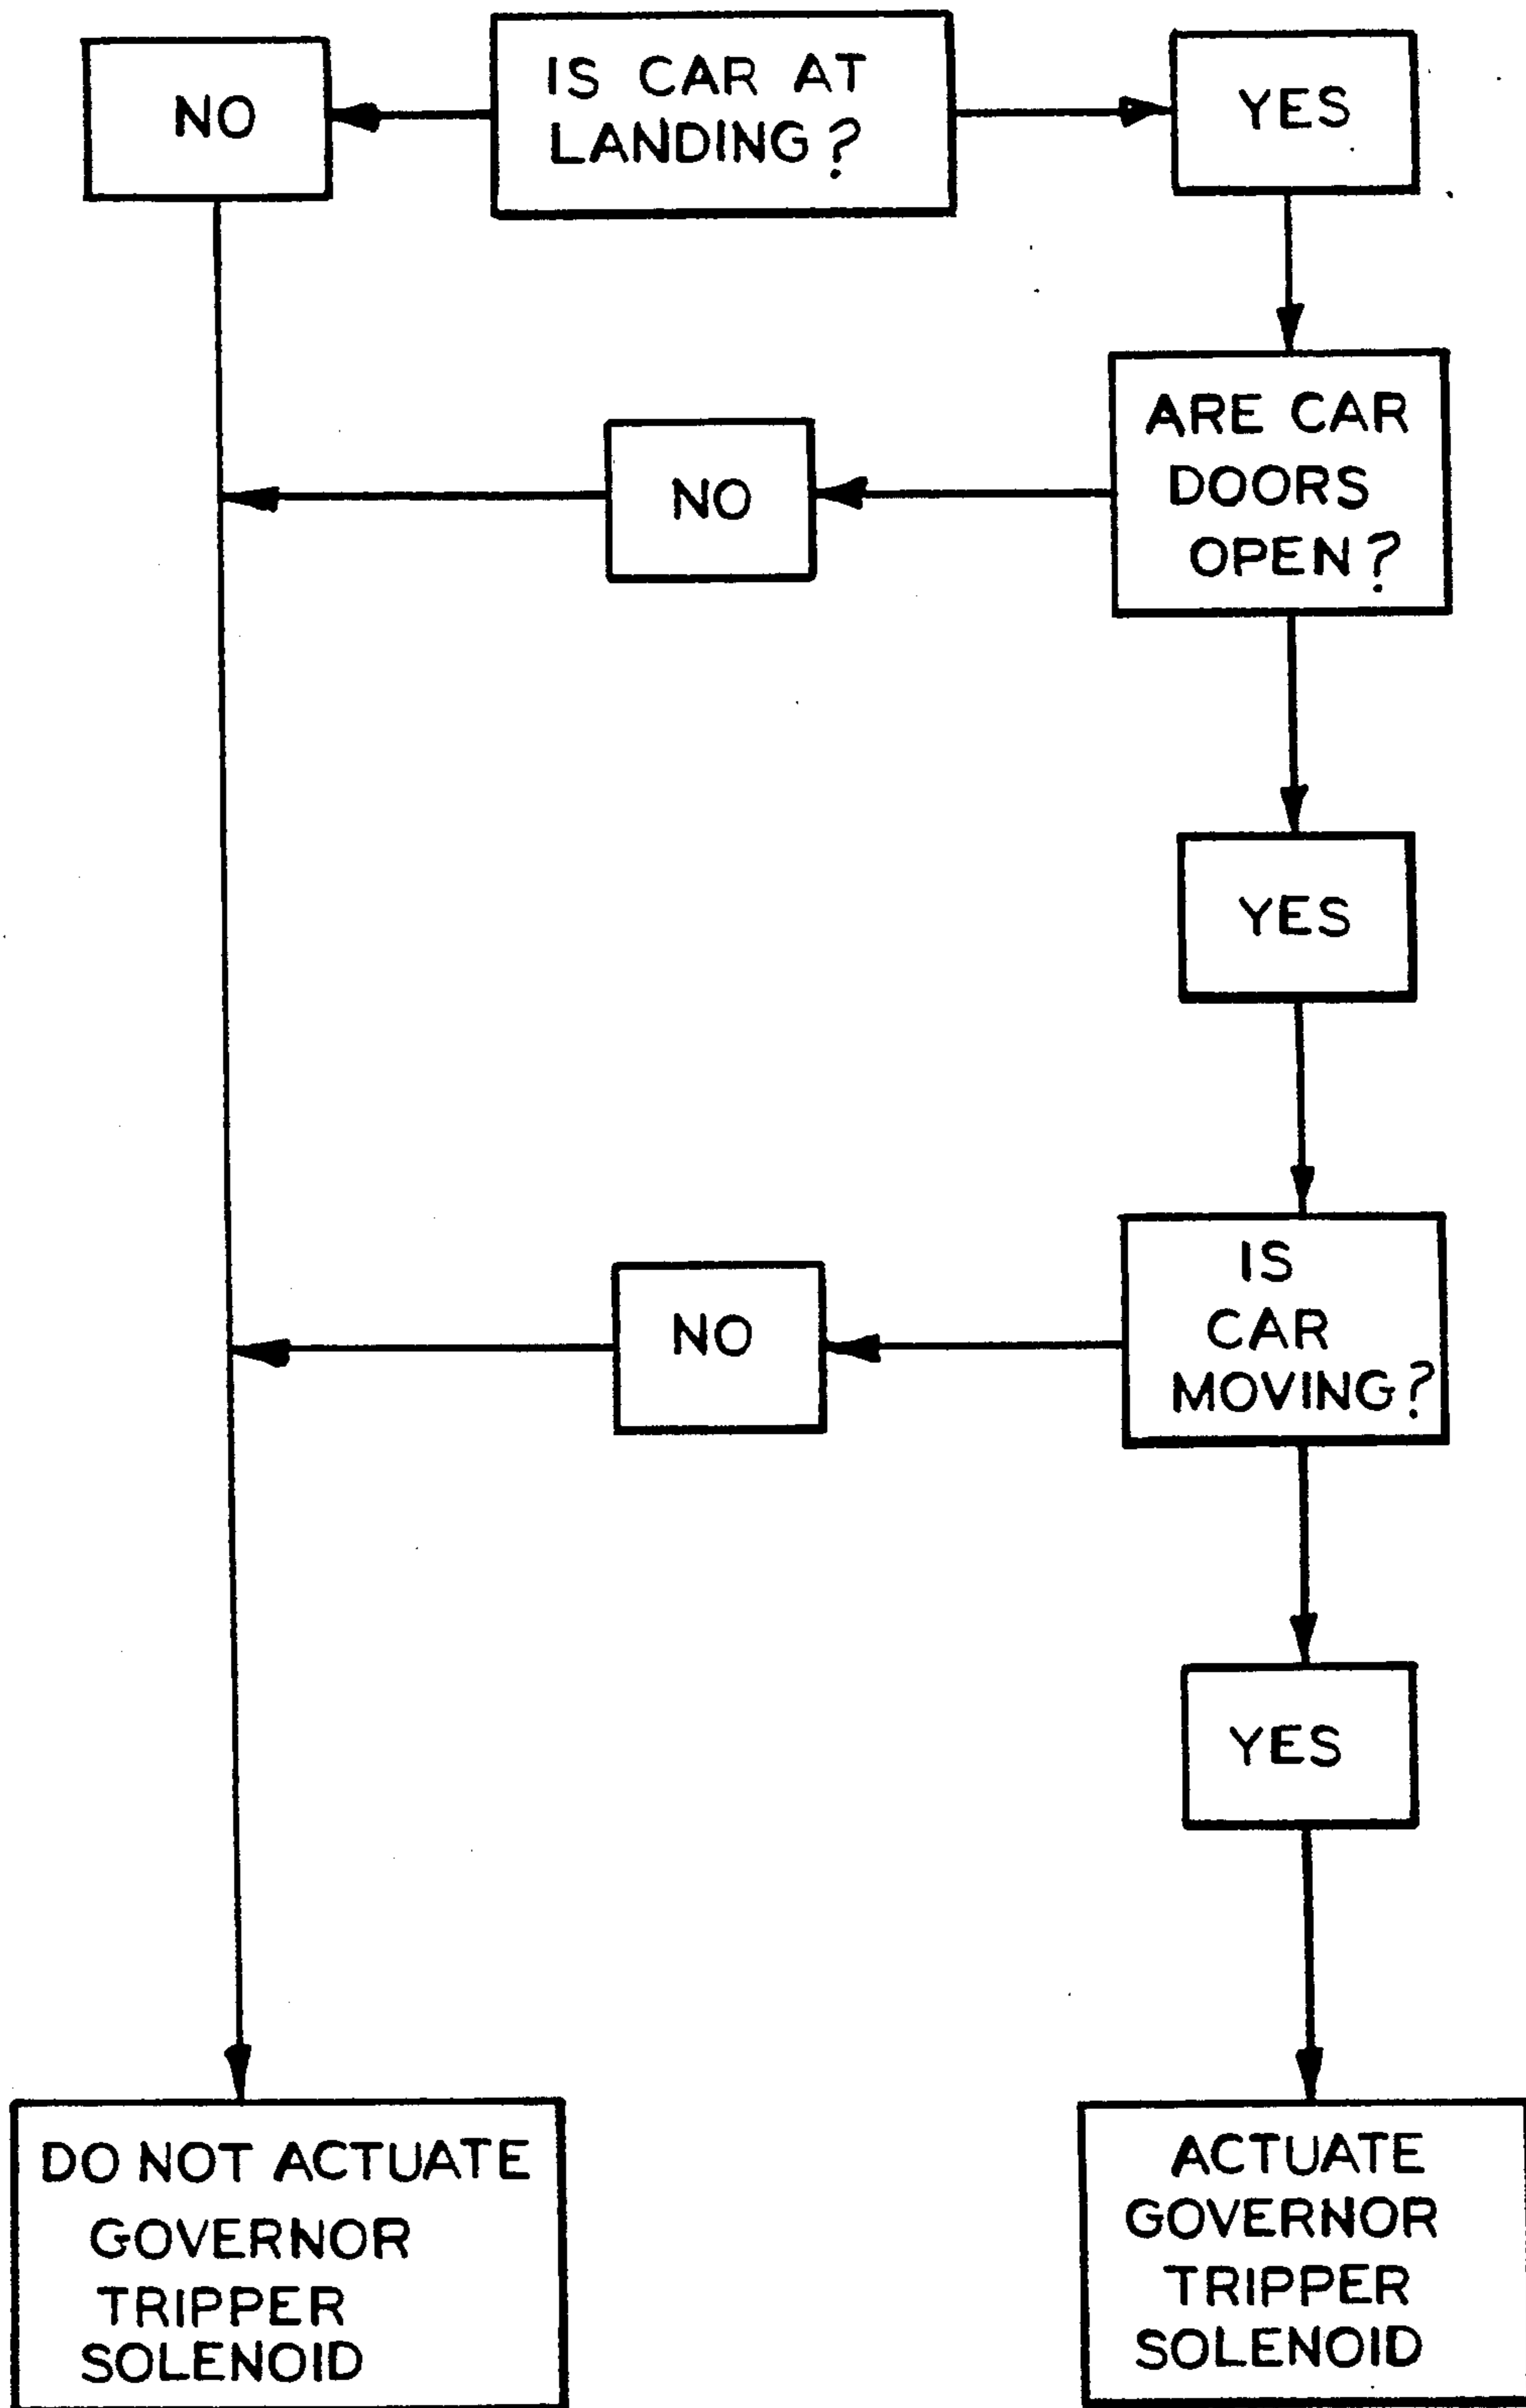 NO
IS CAR AT
LANDING?
YES
ARE CAR
DOORS
OPEN?
NO
YES
IS
CAR
MOVING?
NO
YES
DO NOT ACTUATE
GOVERNOR
TRIPPER
SOLENOID
ACTUATE
GOVERNOR
TRIPPER
SOLENOID